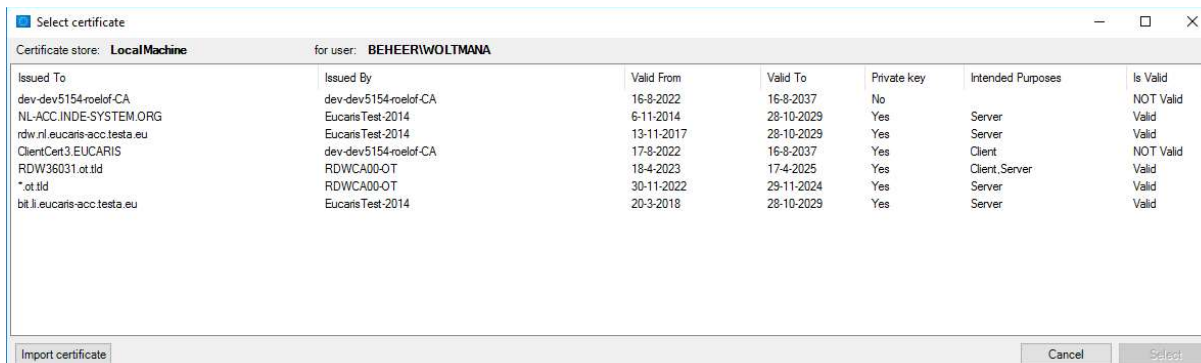 Select certificate
Certificate store: LocalMachine for user: BEHEER\WOLTMANA
Issued To Issued By Valid From Valid To Private key Intended Purposes Is Valid
dev-dev5154-roelof-CA dev-dev5154-roelof-CA 16-8-2022 16-8-2037 No NOT Valid
NL-ACC.INDE-SYSTEM.ORG EucarisTest-2014 6-11-2014 28-10-2029 Yes Server Valid
rdw.nl.eucaris-acc.testa.eu EucarisTest-2014 13-11-2017 28-10-2029 Yes Server Valid
ClientCert3.EUCARIS dev-dev5154-roelof-CA 17-8-2022 16-8-2037 Yes Client NOT Valid
RDW36031.ot.tld RDWCA00-OT 18-4-2023 17-4-2025 Yes Client,Server Valid
*.ot.tld RDWCA00-OT 30-11-2022 29-11-2024 Yes Server Valid
bit.li.eucaris-acc.testa.eu EucarisTest-2014 20-3-2018 28-10-2029 Yes Server Valid
Import certificate Cancel Select